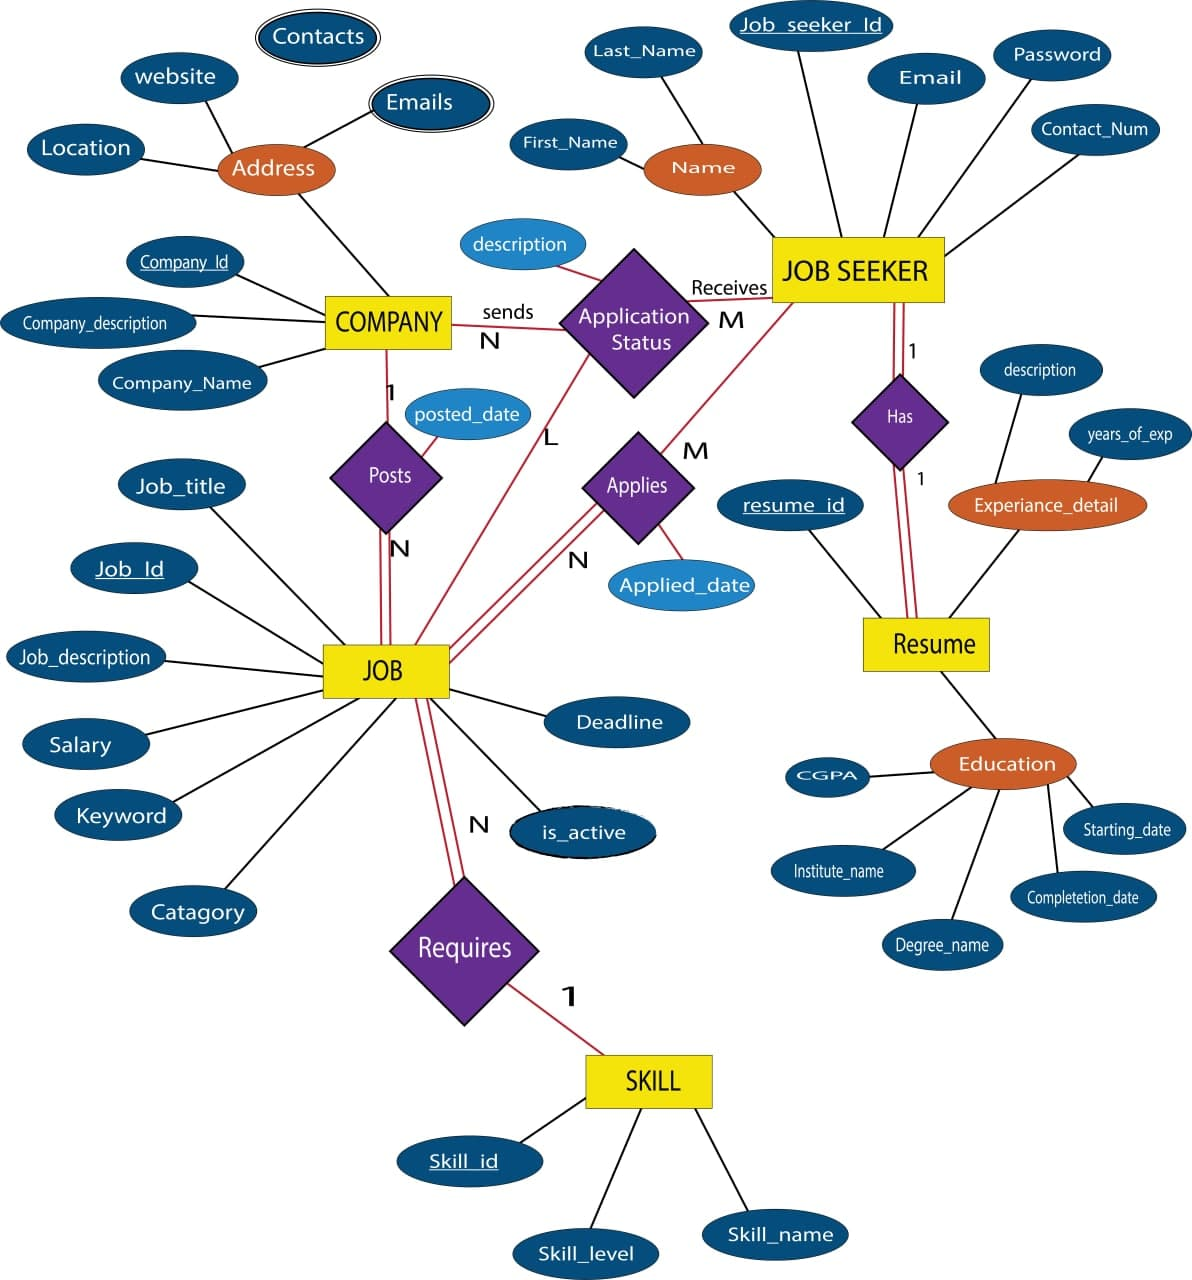 Contacts
website
Emails
Location
Address
Job_seeker_Id
Last_Name
Email
Password
Contact_Num
First_Name
Name
description
Company_Id
Company_description
COMPANY
Company_Name
sends
N
Application
Status
Receives
M
JOB SEEKER
1
posted_date
Posts
L
M
Applies
N
Applied_date
N
1
Has
1
description
years_of_exp
Experiance_detail
resume_id
Resume
Job_title
Job_Id
Job_description
JOB
Salary
Keyword
Catagory
Deadline
is_active
N
Requires
1
Education
CGPA
Starting_date
Institute_name
Completetion_date
Degree_name
SKILL
Skill_id
Skill_level
Skill_name